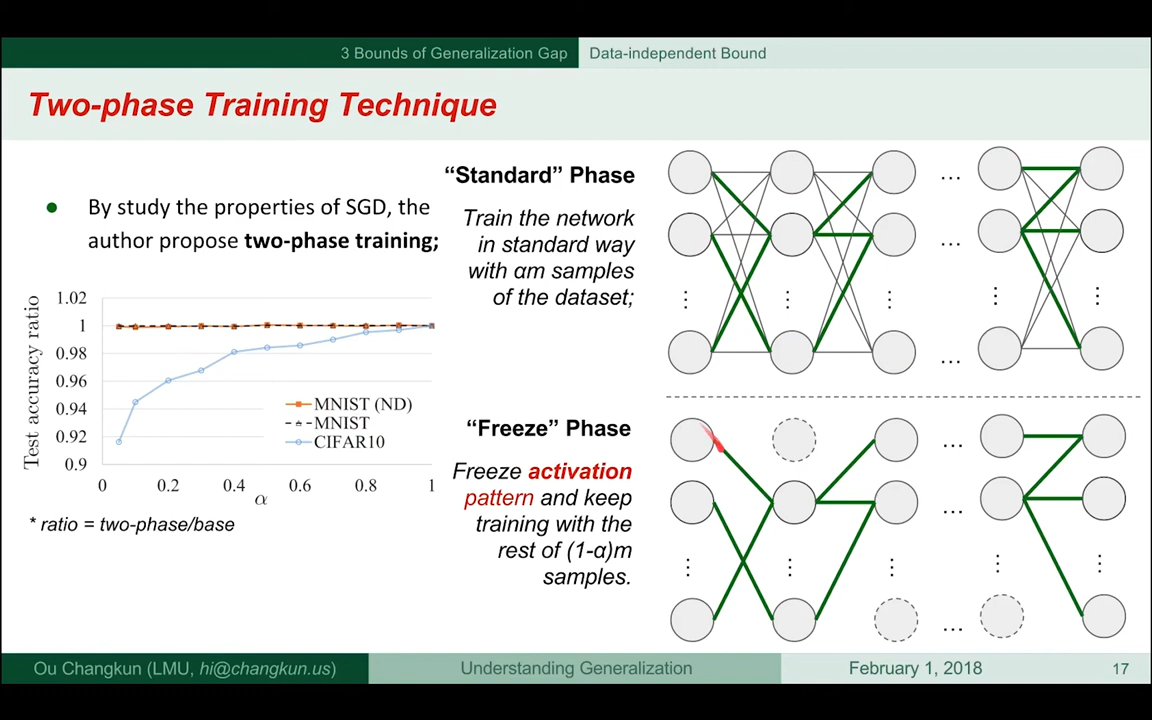 3 Bounds of Generalization Gap
Data-independent Bound
Two-phase Training Technique
● By study the properties of SGD, the
author propose two-phase training;
Test accuracy ratio
1.02
1
0.98
0.96
0.94
0.92
0.9
0
0.2
0.4
0.6
0.8
1
α
MNIST (ND)
MNIST
CIFAR10
* ratio = two-phase/base
“Standard” Phase
Train the network
in standard way
with αm samples
of the dataset;
...
...
⋮
⋮
⋮
⋮
⋮
...
“Freeze” Phase
Freeze activation
pattern and keep
training with the
rest of (1-α)m
samples.
...
...
⋮
⋮
⋮
⋮
⋮
...
Ou Changkun (LMU, hi@changkun.us)
Understanding Generalization
February 1, 2018
17